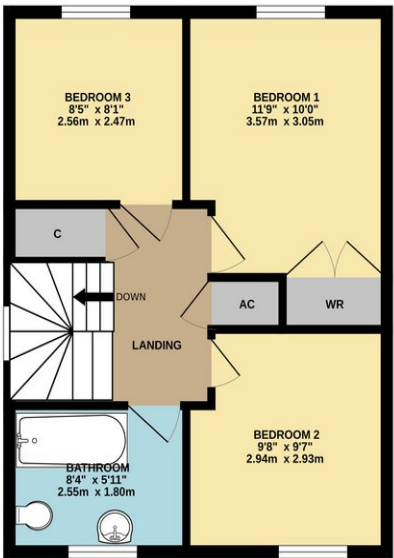 BEDROOM 3
8'5" x 8'1"
2.56m x 2.47m
BEDROOM 1
11'9" x 10'0"
3.57m x 3.05m
C
DOWN
AC
WR
LANDING
BEDROOM 2
9'8" x 9'7"
2.94m x 2.93m
BATHROOM
8'4" x 5'11"
2.55m x 1.80m